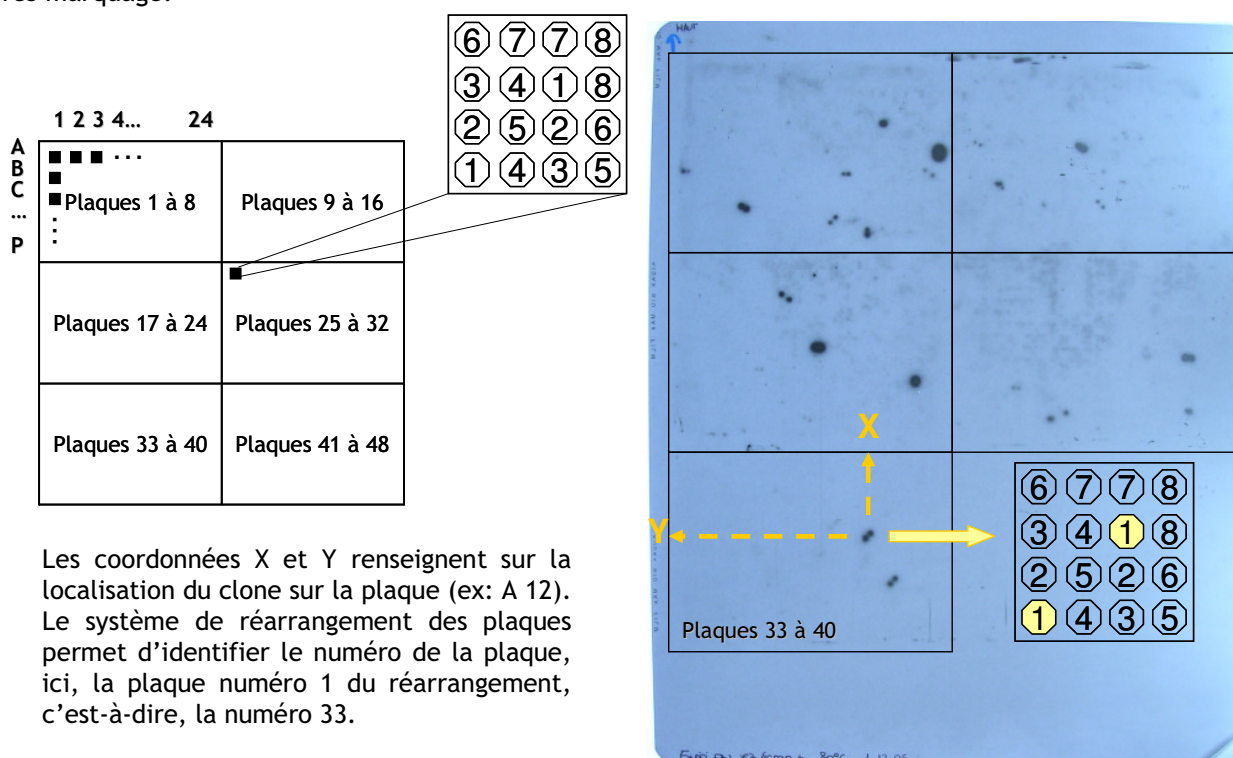 res marquage.
6 7 7 8
3 4 1 8
2 5 2 6
1 4 3 5
1 2 3 4... 24
A
B
C
...
P
Plaques 1 à 8
Plaques 9 à 16
Plaques 17 à 24
Plaques 25 à 32
Plaques 33 à 40
Plaques 41 à 48
Les coordonnées X et Y renseignent sur la
localisation du clone sur la plaque (ex: A 12).
Le système de réarrangement des plaques
permet d'identifier le numéro de la plaque,
ici, la plaque numéro 1 du réarrangement,
c'est-à-dire, la numéro 33.
HAUT
X
Y
Plaques 33 à 40
6 7 7 8
3 4 1 8
2 5 2 6
1 4 3 5